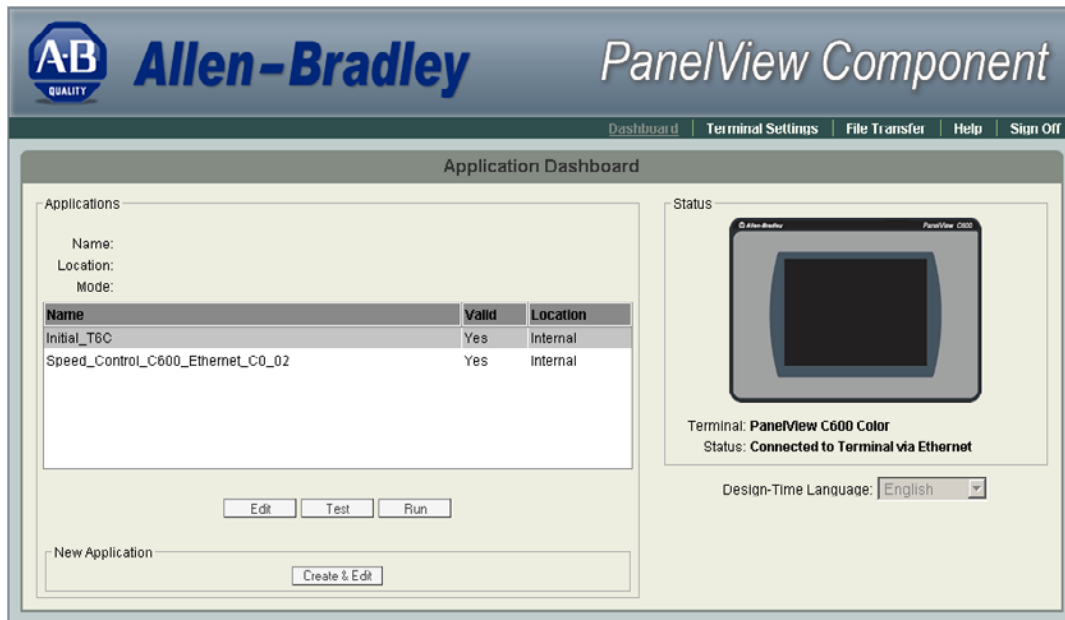 A·B QUALITY Allen-Bradley PanelView Component
Dashboard Terminal Settings File Transfer Help Sign Off
Application Dashboard
Applications
Name:
Location:
Mode:
Name Valid Location
Initial_T6C Yes Internal
Speed_Control_C600_Ethernet_C0_02 Yes Internal
Edit Test Run
New Application
Create & Edit
Status
Allen-Bradley PanelView C600
Terminal: PanelView C600 Color
Status: Connected to Terminal via Ethernet
Design-Time Language: English